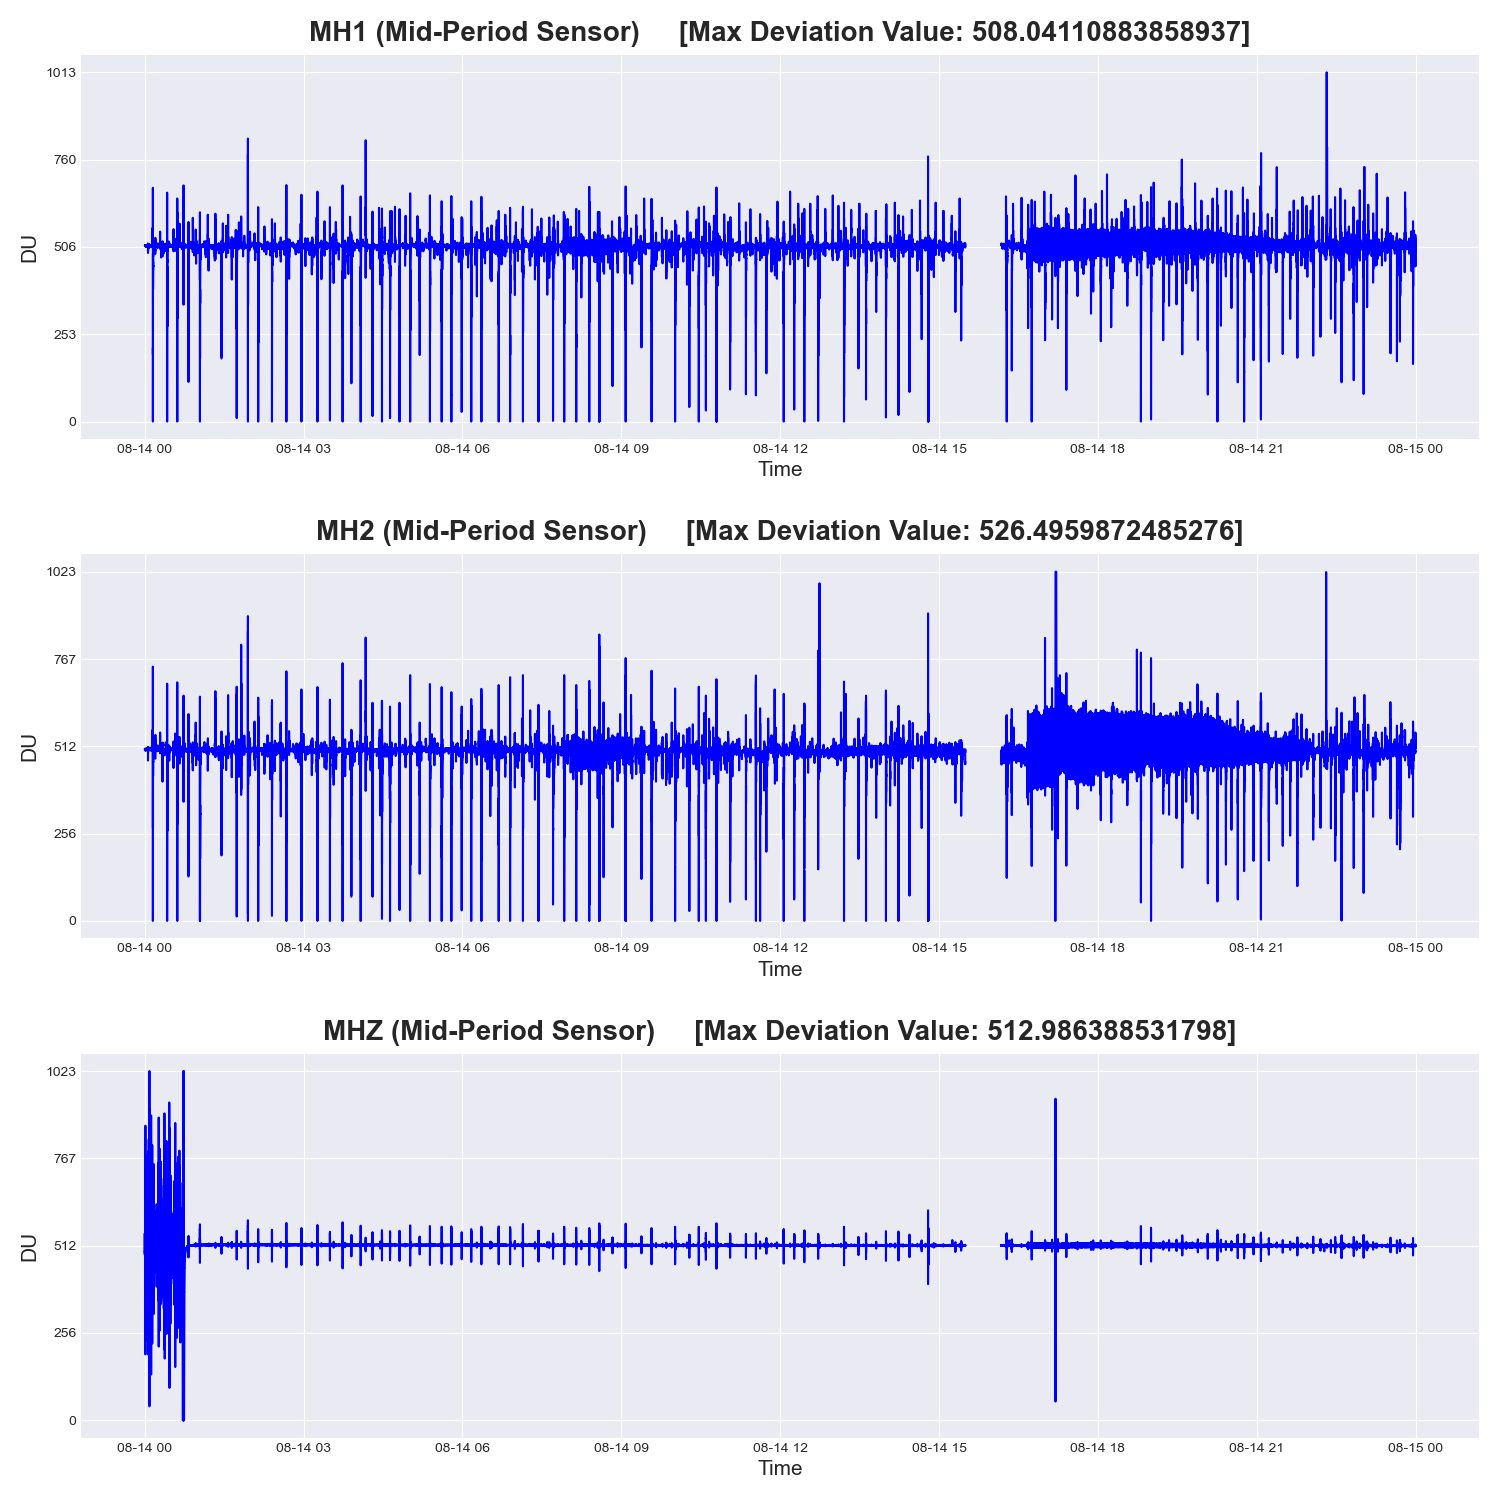 MH1 (Mid-Period Sensor) [Max Deviation Value: 508.04110883858937]
1013
760
506
253
0
DU
08-14 00 08-14 03 08-14 06 08-14 09 08-14 12 08-14 15 08-14 18 08-14 21 08-15 00
Time
MH2 (Mid-Period Sensor) [Max Deviation Value: 526.4959872485276]
1023
767
512
256
0
DU
08-14 00 08-14 03 08-14 06 08-14 09 08-14 12 08-14 15 08-14 18 08-14 21 08-15 00
Time
MHZ (Mid-Period Sensor) [Max Deviation Value: 512.986388531798]
1023
767
512
256
0
DU
08-14 00 08-14 03 08-14 06 08-14 09 08-14 12 08-14 15 08-14 18 08-14 21 08-15 00
Time